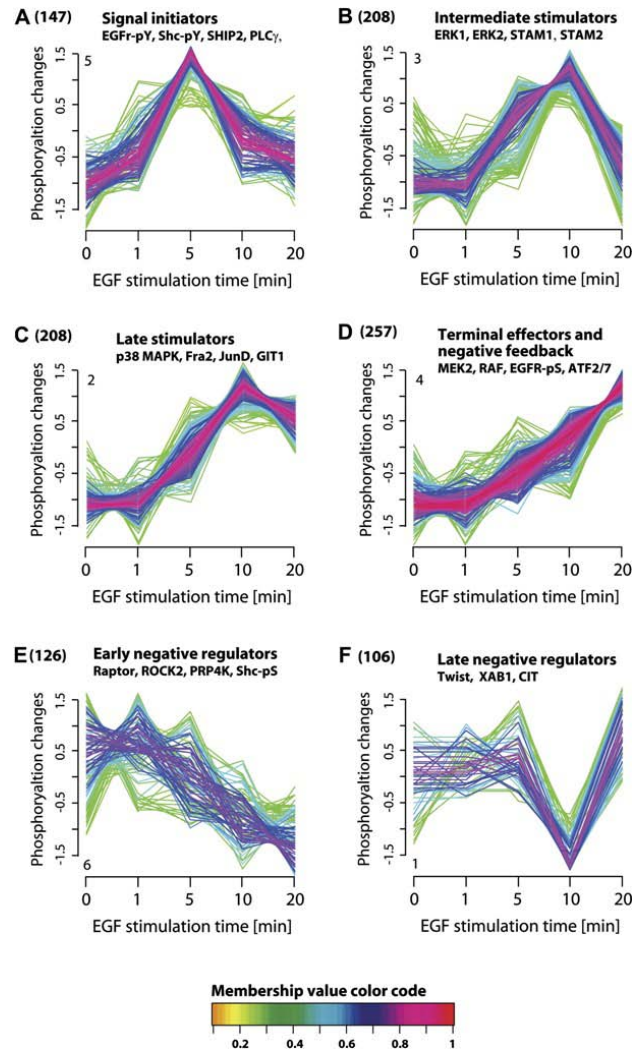 A (147) Signal initiators
EGFr-pY, Shc-pY, SHIP2, PLCγ,
5
Phosphoryaltion changes
-1.5 -0.5 0.5 1.5
0 1 5 10 20
EGF stimulation time [min]
B (208) Intermediate stimulators
ERK1, ERK2, STAM1, STAM2
3
Phosphoryaltion changes
-1.5 -0.5 0.5 1.5
0 1 5 10 20
EGF stimulation time [min]
C (208) Late stimulators
p38 MAPK, Fra2, JunD, GIT1
2
Phosphoryaltion changes
-1.5 -0.5 0.5 1.5
0 1 5 10 20
EGF stimulation time [min]
D (257) Terminal effectors and
negative feedback
MEK2, RAF, EGFR-pS, ATF2/7
4
Phosphoryaltion changes
-1.5 -0.5 0.5 1.5
0 1 5 10 20
EGF stimulation time [min]
E (126) Early negative regulators
Raptor, ROCK2, PRP4K, Shc-pS
Phosphoryaltion changes
-1.5 -0.5 0.5 1.5
6
0 1 5 10 20
EGF stimulation time [min]
F (106) Late negative regulators
Twist, XAB1, CIT
Phosphoryaltion changes
-1.5 -0.5 0.5 1.5
1
0 1 5 10 20
EGF stimulation time [min]
Membership value color code
0.2 0.4 0.6 0.8 1